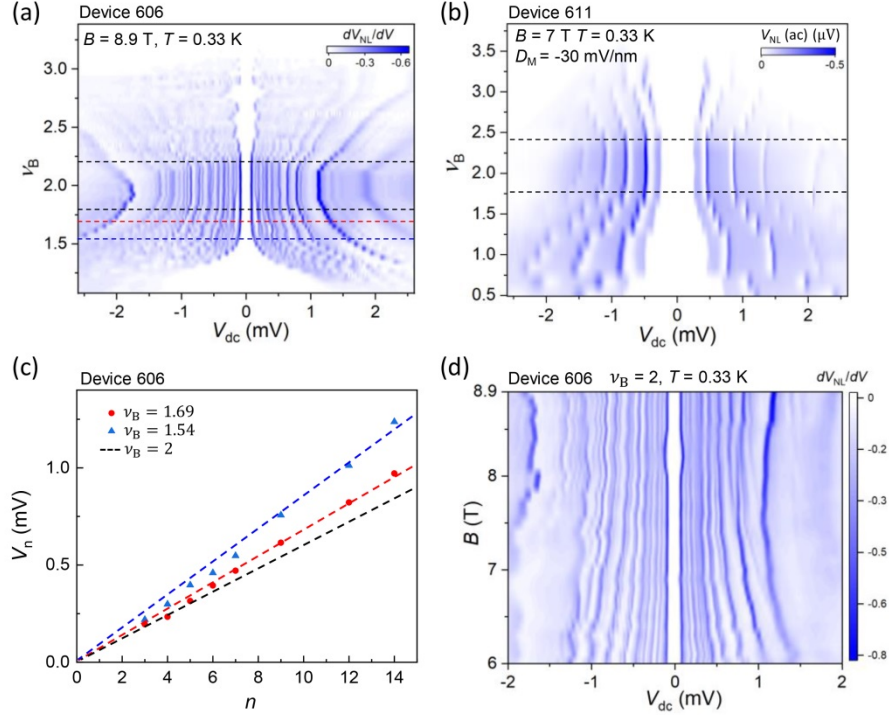 (a)
Device 606
B = 8.9 T, T = 0.33 K
dV_NL/dV
0 -0.3 -0.6
3.0
2.5
2.0
1.5
ν_B
-2 -1 0 1 2
V_dc (mV)
(b)
Device 611
B = 7 T T = 0.33 K
D_M = -30 mV/nm
V_NL (ac) (μV)
0 -0.5
3.5
3.0
2.5
2.0
1.5
1.0
0.5
ν_B
-2 -1 0 1 2
V_dc (mV)
(c)
Device 606
ν_B = 1.69
ν_B = 1.54
ν_B = 2
1.0
0.5
0.0
V_n (mV)
0 2 4 6 8 10 12 14
n
(d)
Device 606 ν_B = 2, T = 0.33 K
dV_NL/dV
8.9
8
7
6
B (T)
-2 -1 0 1 2
V_dc (mV)
0
-0.2
-0.4
-0.6
-0.8